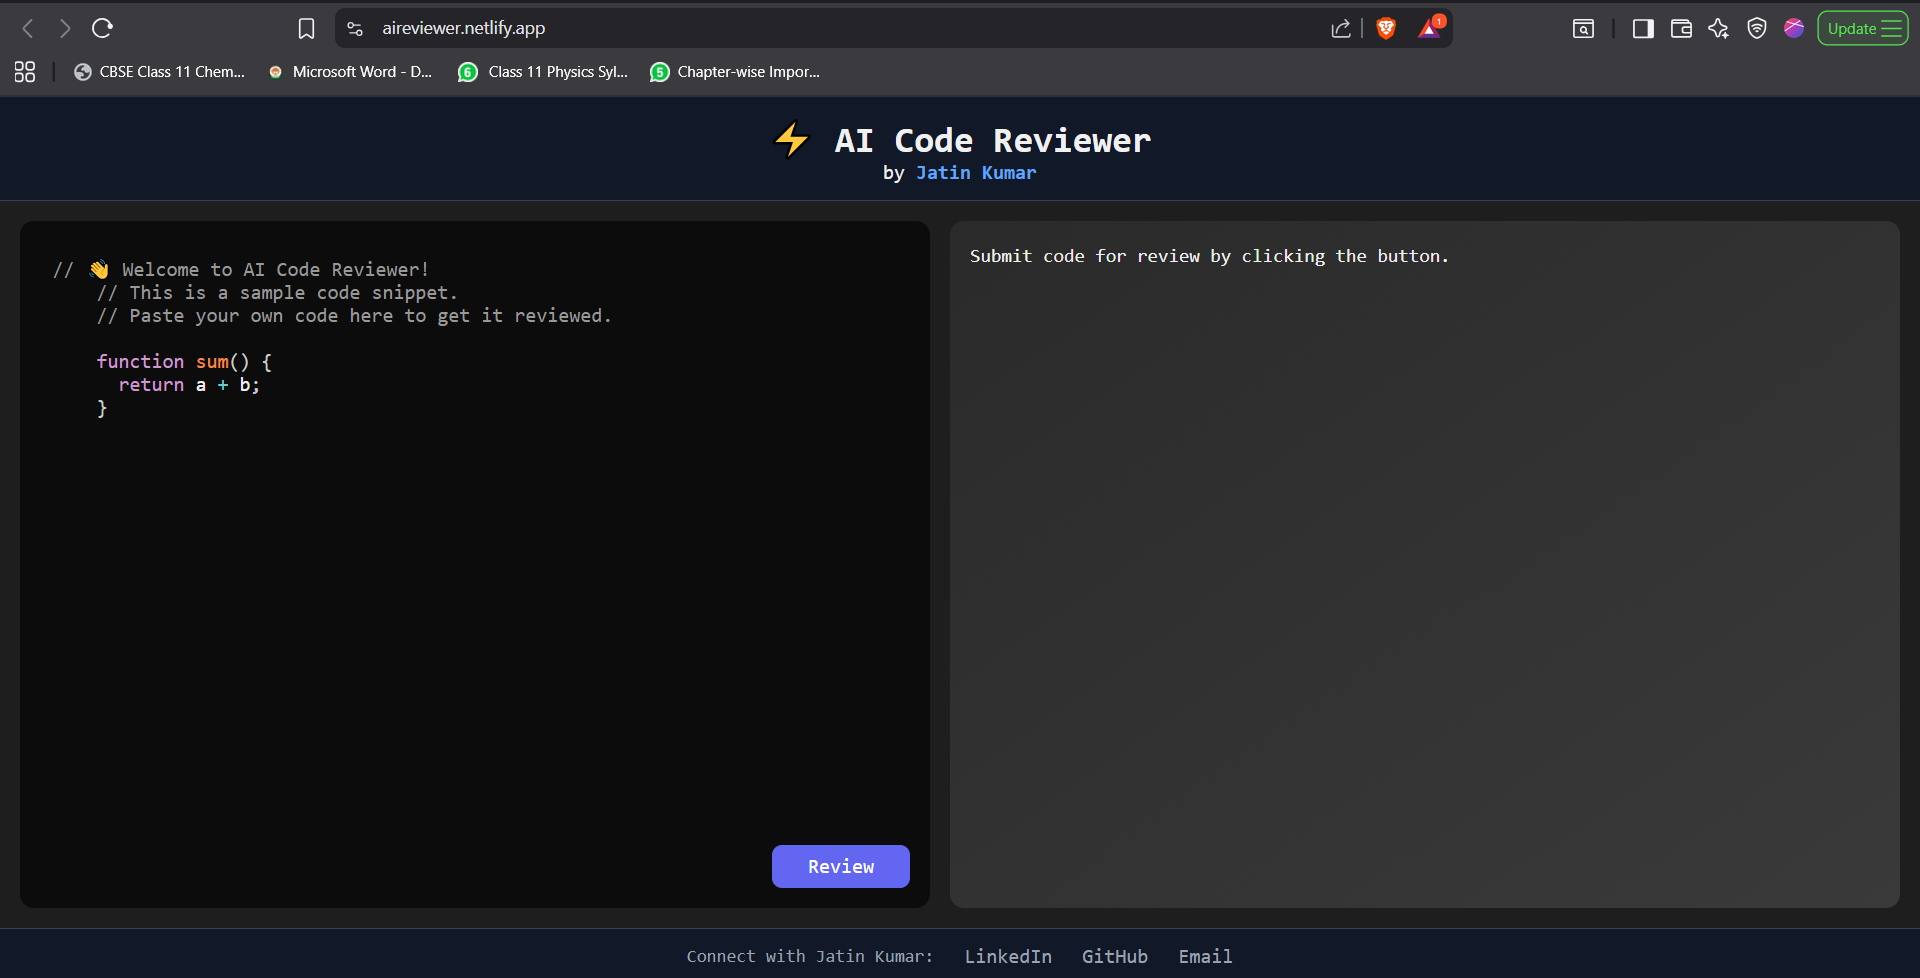 aireviewer.netlify.app
1
Update
CBSE Class 11 Chem...
Microsoft Word - D...
6 Class 11 Physics Syl...
5 Chapter-wise Impor...
⚡ AI Code Reviewer
by Jatin Kumar
// 👋 Welcome to AI Code Reviewer!
// This is a sample code snippet.
// Paste your own code here to get it reviewed.
function sum() {
return a + b;
}
Review
Submit code for review by clicking the button.
Connect with Jatin Kumar: LinkedIn GitHub Email